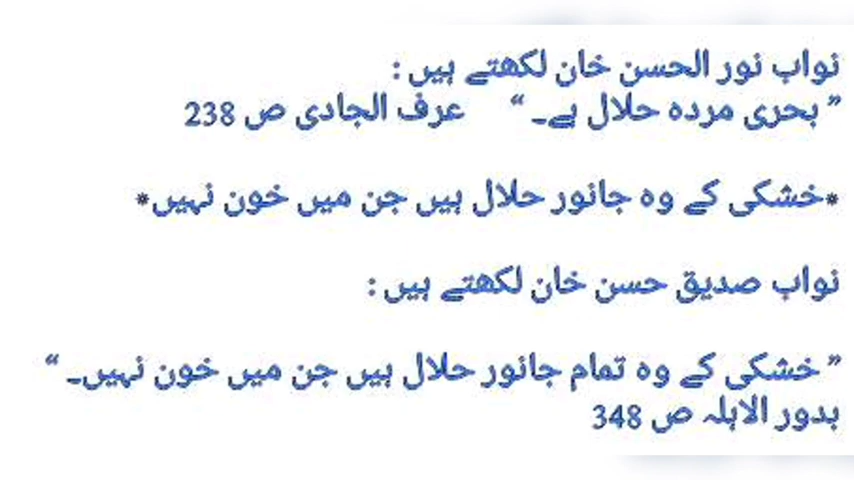 نواب نور الحسن خان لکھتے ہیں :
” بحری مردہ حلال ہے۔ “ عرف الجادی ص 238
*خشکی کے وہ جانور حلال ہیں جن میں خون نہیں*
نواب صدیق حسن خان لکھتے ہیں :
” خشکی کے وہ تمام جانور حلال ہیں جن میں خون نہیں۔ “
بدور الاہلہ ص 348